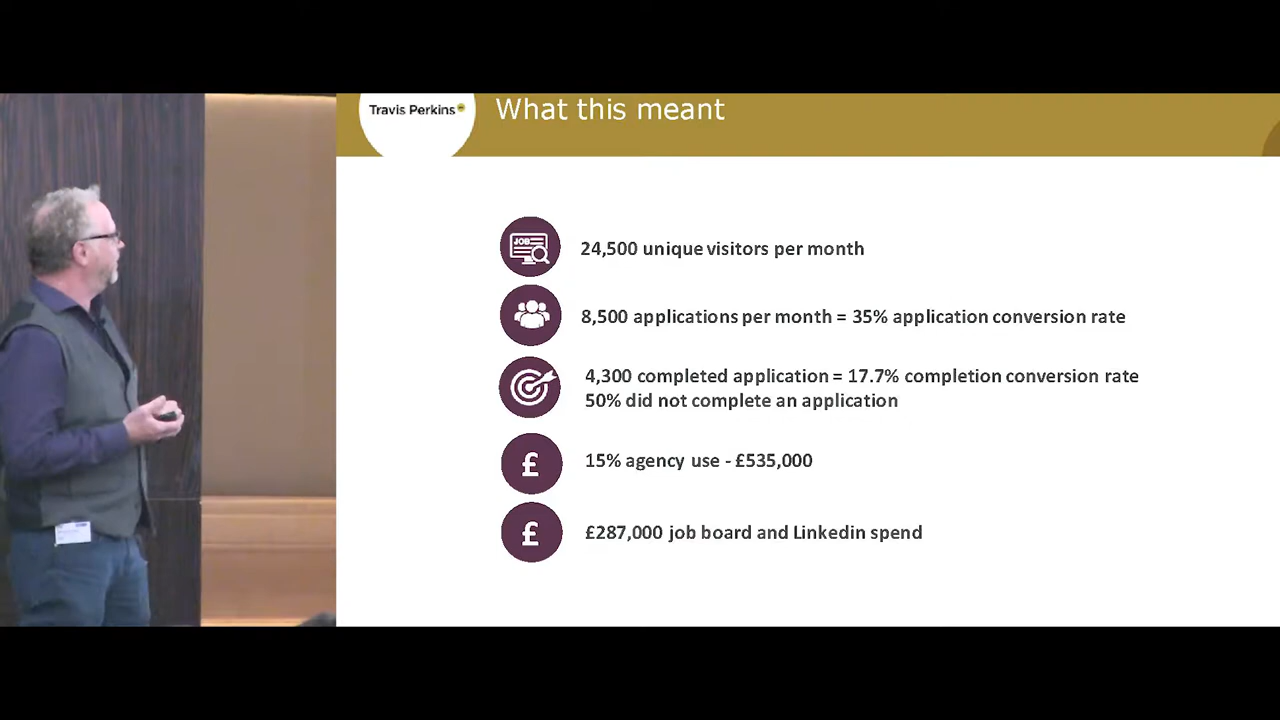 Travis Perkins
What this meant
JOB
24,500 unique visitors per month
8,500 applications per month = 35% application conversion rate
4,300 completed application = 17.7% completion conversion rate
50% did not complete an application
£
15% agency use - £535,000
£
£287,000 job board and Linkedin spend